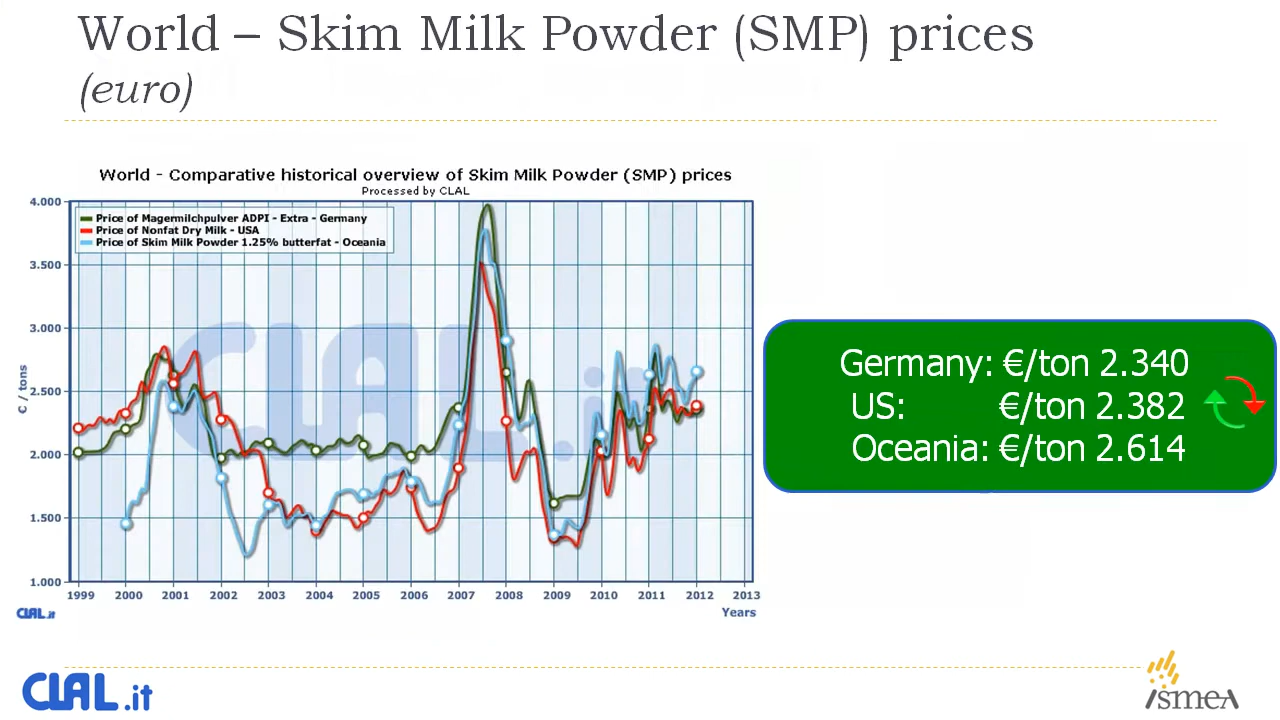 World – Skim Milk Powder (SMP) prices
(euro)
World - Comparative historical overview of Skim Milk Powder (SMP) prices
Processed by CLAL
Price of Magermilchpulver ADPI - Extra - Germany
Price of Nonfat Dry Milk - USA
Price of Skim Milk Powder 1.25% butterfat - Oceania
4.000
3.500
3.000
2.500
2.000
1.500
1.000
€ / tons
CLAL.it
1999 2000 2001 2002 2003 2004 2005 2006 2007 2008 2009 2010 2011 2012 2013
Years
CLAL.it
Germany: €/ton 2.340
US: €/ton 2.382
Oceania: €/ton 2.614
CLAL.it
ismea